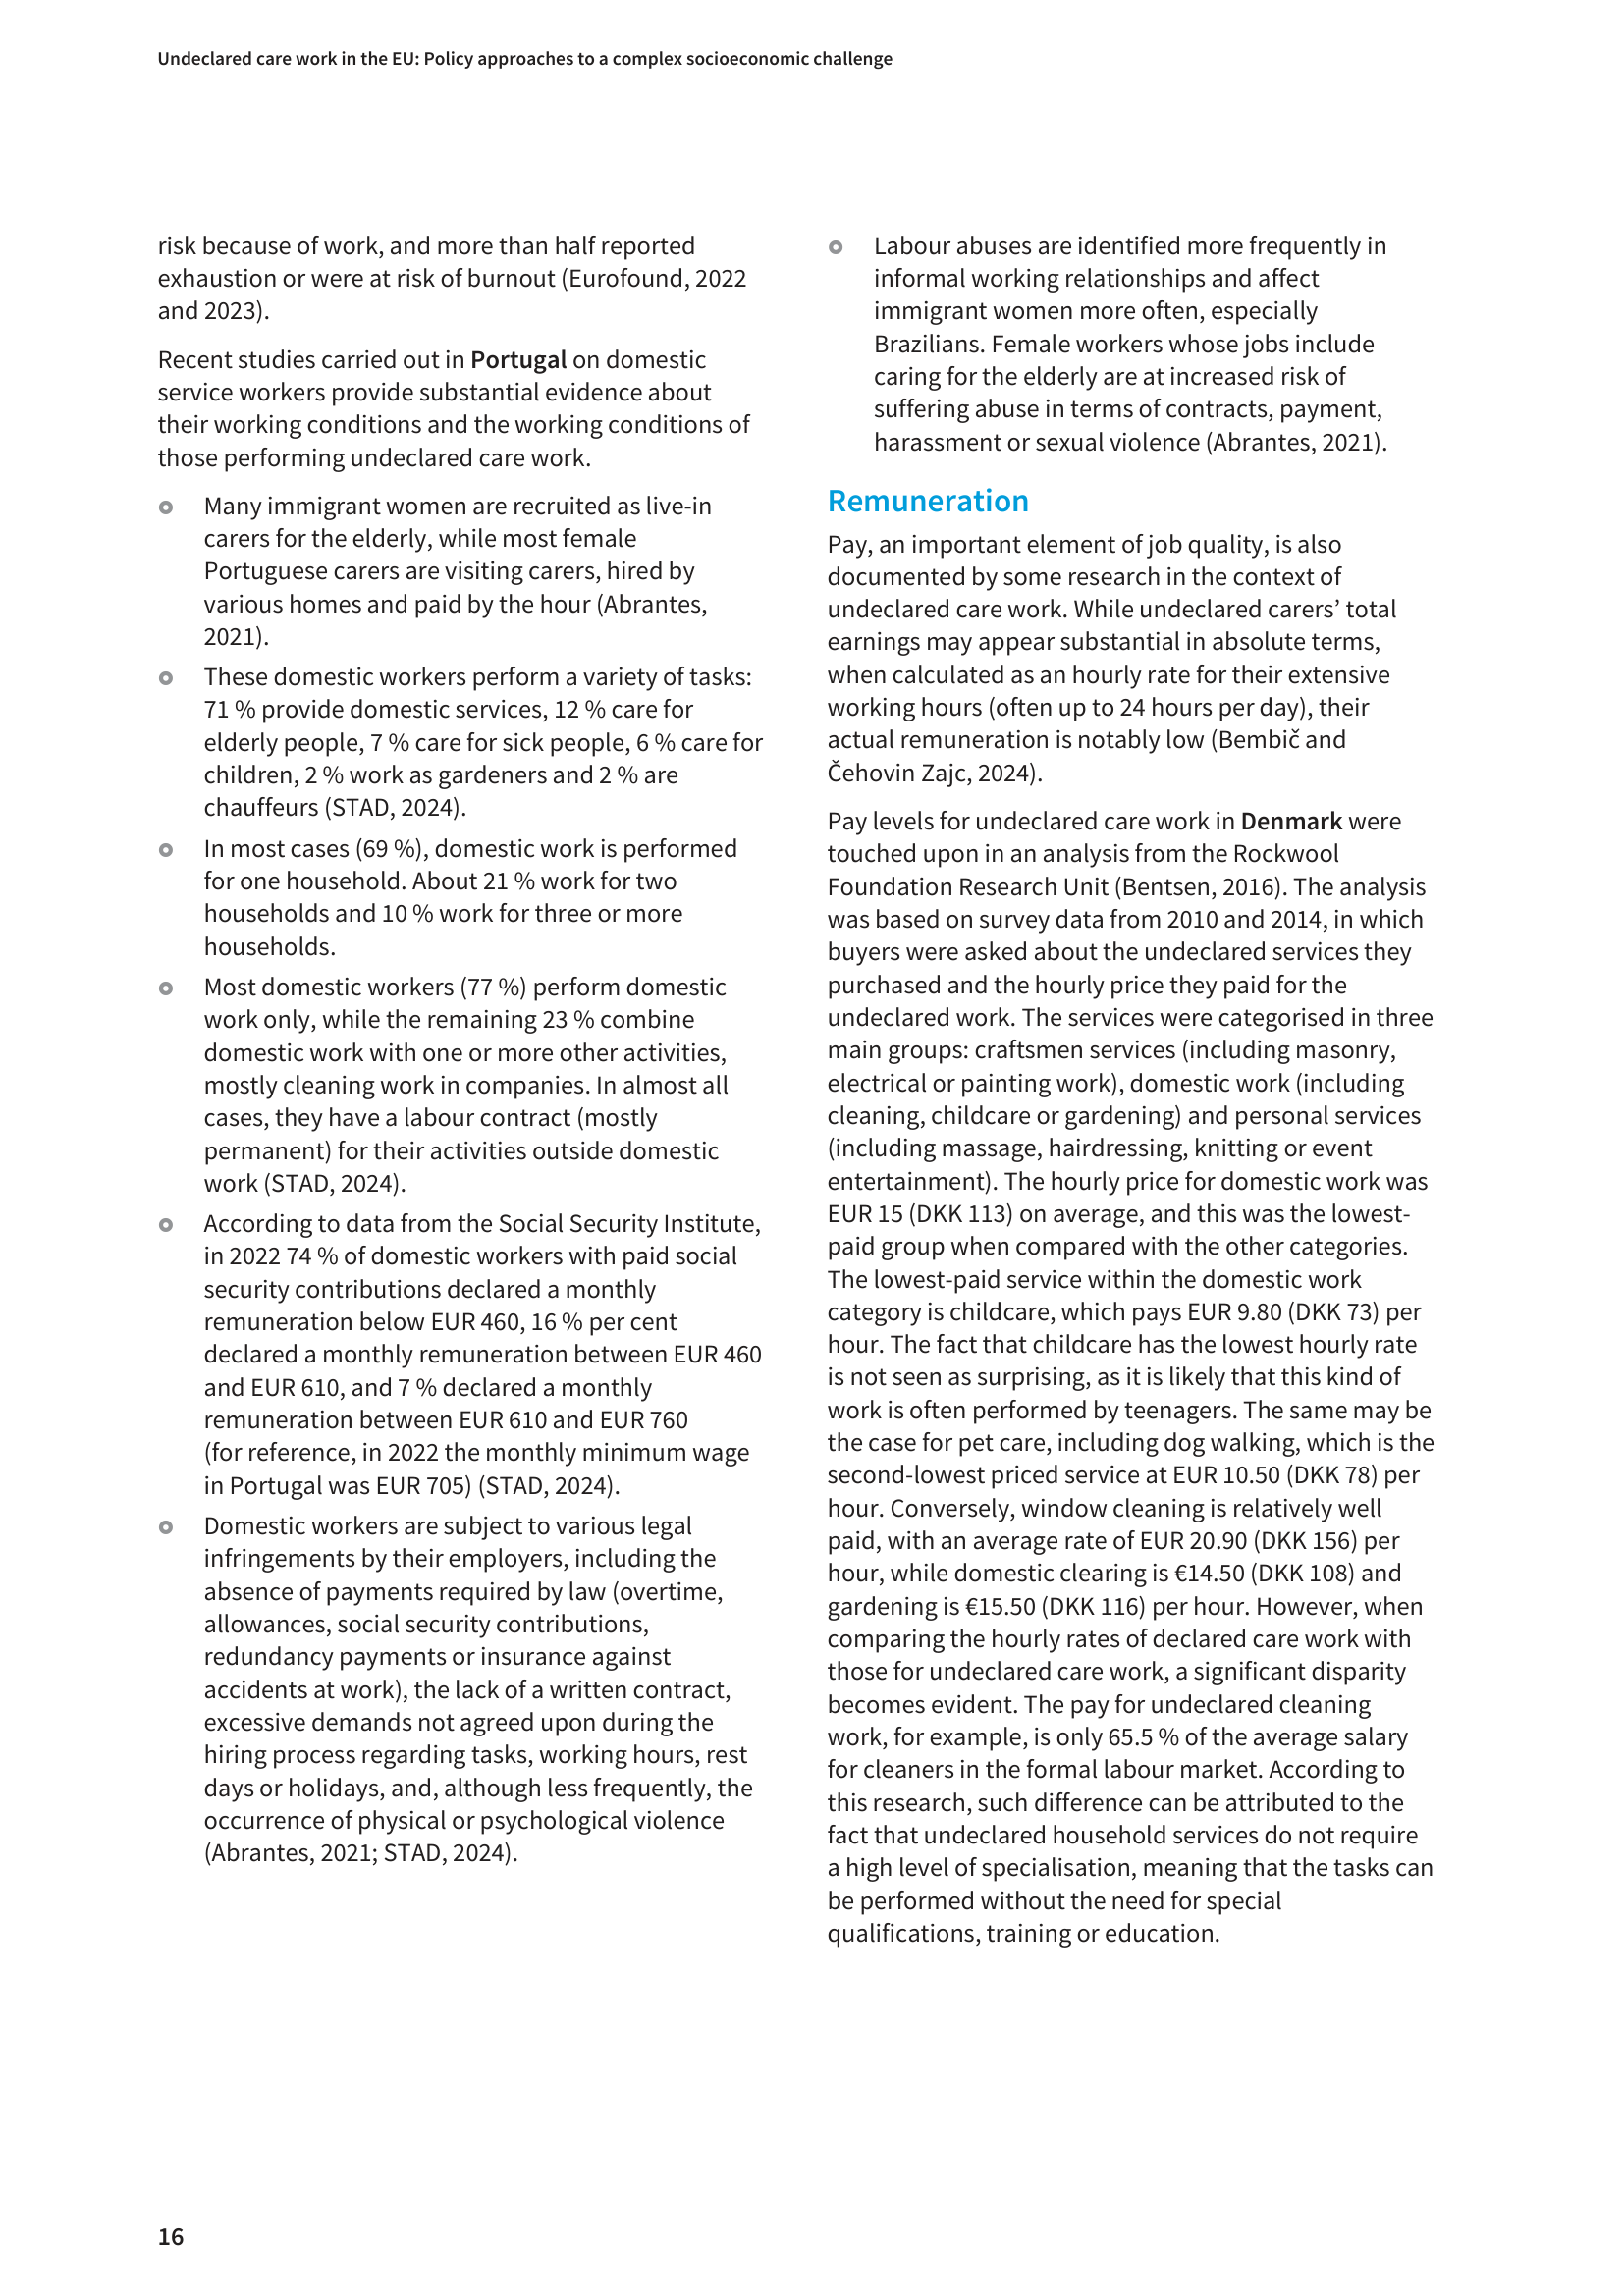 Undeclared care work in the EU: Policy approaches to a complex socioeconomic challenge
risk because of work, and more than half reported
exhaustion or were at risk of burnout (Eurofound, 2022
and 2023).
Recent studies carried out in Portugal on domestic
service workers provide substantial evidence about
their working conditions and the working conditions of
those performing undeclared care work.
Many immigrant women are recruited as live-in
carers for the elderly, while most female
Portuguese carers are visiting carers, hired by
various homes and paid by the hour (Abrantes,
2021).
These domestic workers perform a variety of tasks:
71 % provide domestic services, 12 % care for
elderly people, 7 % care for sick people, 6 % care for
children, 2 % work as gardeners and 2 % are
chauffeurs (STAD, 2024).
In most cases (69 %), domestic work is performed
for one household. About 21 % work for two
households and 10 % work for three or more
households.
Most domestic workers (77 %) perform domestic
work only, while the remaining 23 % combine
domestic work with one or more other activities,
mostly cleaning work in companies. In almost all
cases, they have a labour contract (mostly
permanent) for their activities outside domestic
work (STAD, 2024).
According to data from the Social Security Institute,
in 2022 74 % of domestic workers with paid social
security contributions declared a monthly
remuneration below EUR 460, 16 % per cent
declared a monthly remuneration between EUR 460
and EUR 610, and 7 % declared a monthly
remuneration between EUR 610 and EUR 760
(for reference, in 2022 the monthly minimum wage
in Portugal was EUR 705) (STAD, 2024).
Domestic workers are subject to various legal
infringements by their employers, including the
absence of payments required by law (overtime,
allowances, social security contributions,
redundancy payments or insurance against
accidents at work), the lack of a written contract,
excessive demands not agreed upon during the
hiring process regarding tasks, working hours, rest
days or holidays, and, although less frequently, the
occurrence of physical or psychological violence
(Abrantes, 2021; STAD, 2024).
Labour abuses are identified more frequently in
informal working relationships and affect
immigrant women more often, especially
Brazilians. Female workers whose jobs include
caring for the elderly are at increased risk of
suffering abuse in terms of contracts, payment,
harassment or sexual violence (Abrantes, 2021).
Remuneration
Pay, an important element of job quality, is also
documented by some research in the context of
undeclared care work. While undeclared carers’ total
earnings may appear substantial in absolute terms,
when calculated as an hourly rate for their extensive
working hours (often up to 24 hours per day), their
actual remuneration is notably low (Bembič and
Čehovin Zajc, 2024).
Pay levels for undeclared care work in Denmark were
touched upon in an analysis from the Rockwool
Foundation Research Unit (Bentsen, 2016). The analysis
was based on survey data from 2010 and 2014, in which
buyers were asked about the undeclared services they
purchased and the hourly price they paid for the
undeclared work. The services were categorised in three
main groups: craftsmen services (including masonry,
electrical or painting work), domestic work (including
cleaning, childcare or gardening) and personal services
(including massage, hairdressing, knitting or event
entertainment). The hourly price for domestic work was
EUR 15 (DKK 113) on average, and this was the lowest-
paid group when compared with the other categories.
The lowest-paid service within the domestic work
category is childcare, which pays EUR 9.80 (DKK 73) per
hour. The fact that childcare has the lowest hourly rate
is not seen as surprising, as it is likely that this kind of
work is often performed by teenagers. The same may be
the case for pet care, including dog walking, which is the
second-lowest priced service at EUR 10.50 (DKK 78) per
hour. Conversely, window cleaning is relatively well
paid, with an average rate of EUR 20.90 (DKK 156) per
hour, while domestic clearing is €14.50 (DKK 108) and
gardening is €15.50 (DKK 116) per hour. However, when
comparing the hourly rates of declared care work with
those for undeclared care work, a significant disparity
becomes evident. The pay for undeclared cleaning
work, for example, is only 65.5 % of the average salary
for cleaners in the formal labour market. According to
this research, such difference can be attributed to the
fact that undeclared household services do not require
a high level of specialisation, meaning that the tasks can
be performed without the need for special
qualifications, training or education.
16